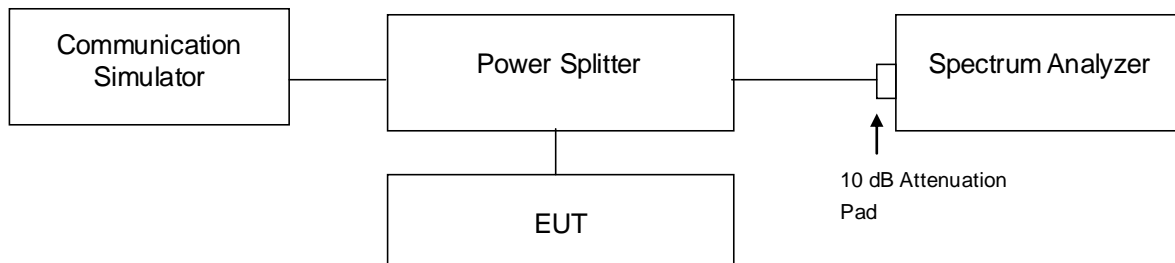 Communication
Simulator
Power Splitter
Spectrum Analyzer
10 dB Attenuation
Pad
EUT